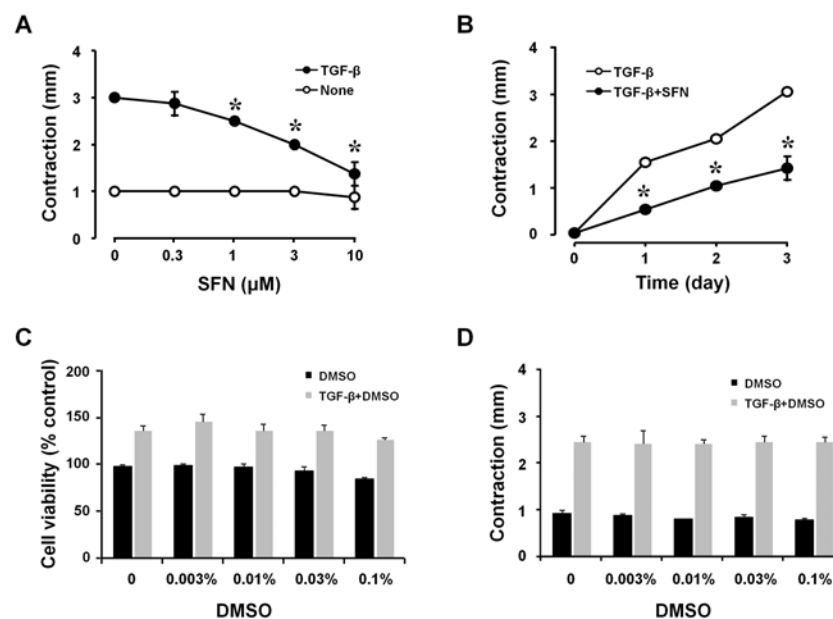 A
Contraction (mm)
4
3
2
1
0
TGF-β
None
*
*
*
0 0.3 1 3 10
SFN (μM)
B
Contraction (mm)
4
3
2
1
0
TGF-β
TGF-β+SFN
*
*
*
0 1 2 3
Time (day)
C
Cell viability (% control)
200
150
100
50
0
DMSO
TGF-β+DMSO
0 0.003% 0.01% 0.03% 0.1%
DMSO
D
Contraction (mm)
4
3
2
1
0
DMSO
TGF-β+DMSO
0 0.003% 0.01% 0.03% 0.1%
DMSO